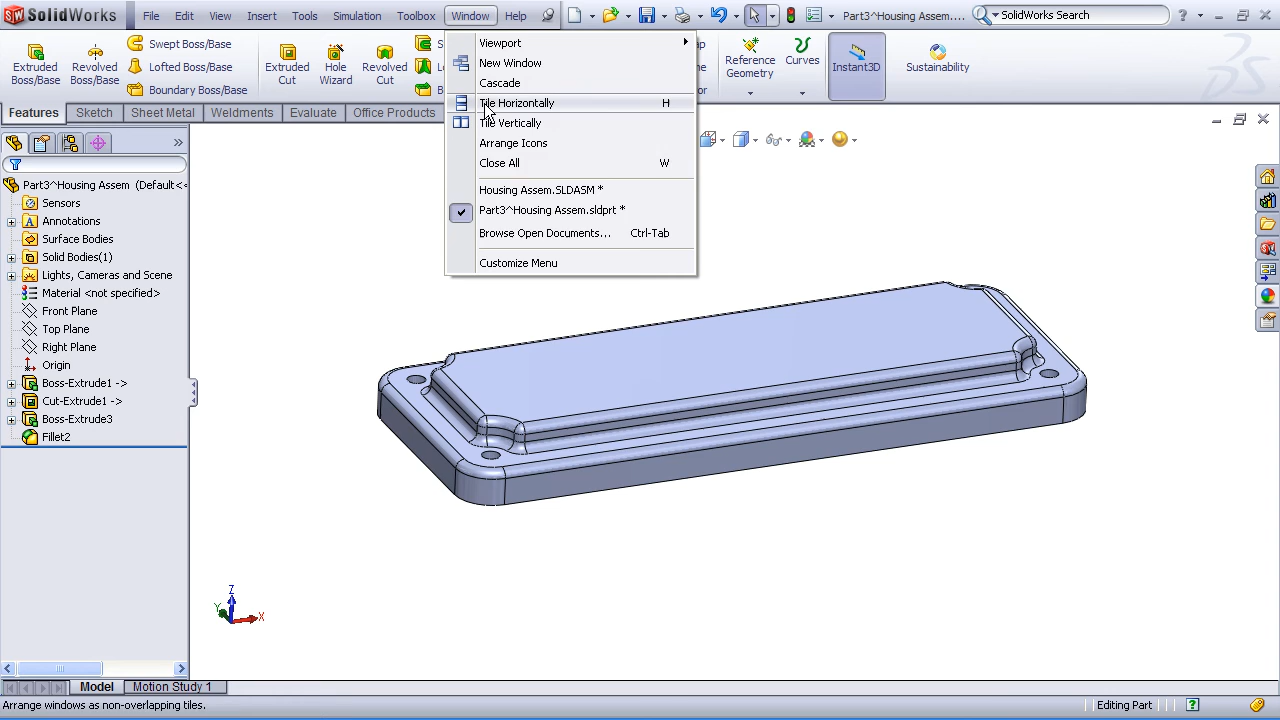 SolidWorks
File
Edit
View
Insert
Tools
Simulation
Toolbox
Window
Help
Part3^Housing Assem....
SolidWorks Search
Extruded
Boss/Base
Revolved
Boss/Base
Swept Boss/Base
Lofted Boss/Base
Boundary Boss/Base
Extruded
Cut
Hole
Wizard
Revolved
Cut
Reference
Geometry
Curves
Instant3D
Sustainability
Features
Sketch
Sheet Metal
Weldments
Evaluate
Office Products
Viewport
New Window
Cascade
Tile Horizontally H
Tile Vertically
Arrange Icons
Close All W
Housing Assem.SLDASM *
Part3^Housing Assem.sldprt *
Browse Open Documents... Ctrl-Tab
Customize Menu
Part3^Housing Assem (Default<
Sensors
Annotations
Surface Bodies
Solid Bodies(1)
Lights, Cameras and Scene
Material <not specified>
Front Plane
Top Plane
Right Plane
Origin
Boss-Extrude1 ->
Cut-Extrude1 ->
Boss-Extrude3
Fillet2
Z
Y
X
Model
Motion Study 1
Arrange windows as non-overlapping tiles.
Editing Part